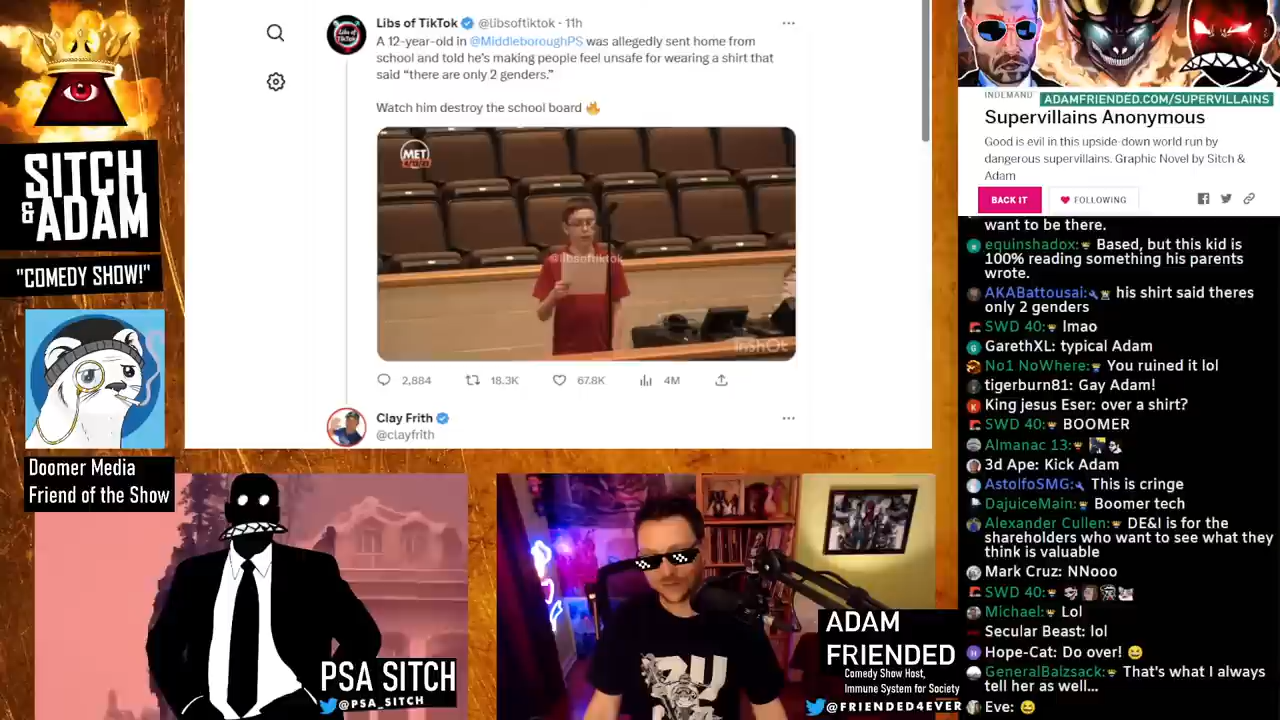 Libs of TikTok @libsoftiktok · 11h
A 12-year-old in @MiddleboroughPS was allegedly sent home from
school and told he's making people feel unsafe for wearing a shirt that
said “there are only 2 genders.”
Watch him destroy the school board 🔥
MET
@libsoftiktok
InShOt
2,884
18.3K
67.8K
4M
Clay Frith
@clayfrith
SITCH
& ADAM
"COMEDY SHOW!"
Doomer Media
Friend of the Show
PSA SITCH
@PSA_SITCH
ADAM
FRIENDED
Comedy Show Host,
Immune System for Society
@FRIENDED4EVER
INDEMAND
ADAMFRIENDED.COM/SUPERVILLAINS
Supervillains Anonymous
Good is evil in this upside-down world run by
dangerous supervillains. Graphic Novel by Sitch &
Adam
BACK IT
FOLLOWING
want to be there.
equinshadox: Based, but this kid is
100% reading something his parents
wrote.
AKABattousai: his shirt said theres
only 2 genders
SWD 40: lmao
GarethXL: typical Adam
No1 NoWhere: You ruined it lol
tigerburn81: Gay Adam!
King jesus Eser: over a shirt?
SWD 40: BOOMER
Almanac 13:
3d Ape: Kick Adam
AstolfoSMG: This is cringe
DajuiceMain: Boomer tech
Alexander Cullen: DE&I is for the
shareholders who want to see what they
think is valuable
Mark Cruz: NNooo
SWD 40:
Michael: Lol
Secular Beast: lol
Hope-Cat: Do over! 😅
GeneralBalzsack: That's what I always
tell her as well...
Eve: 😄